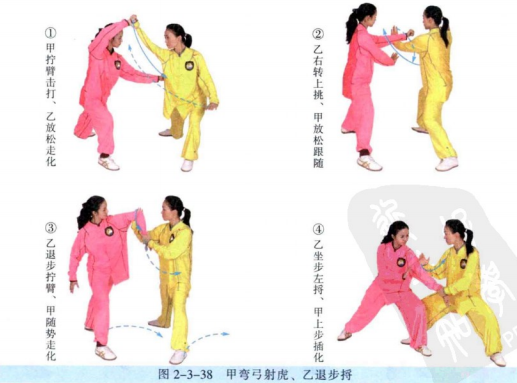 ①甲拧臂击打、乙放松走化
②乙右转上挑、甲放松跟随
③乙退步拧臂、甲随势走化
④乙坐步左捋、甲上步插化
图2-3-38 甲弯弓射虎、乙退步捋